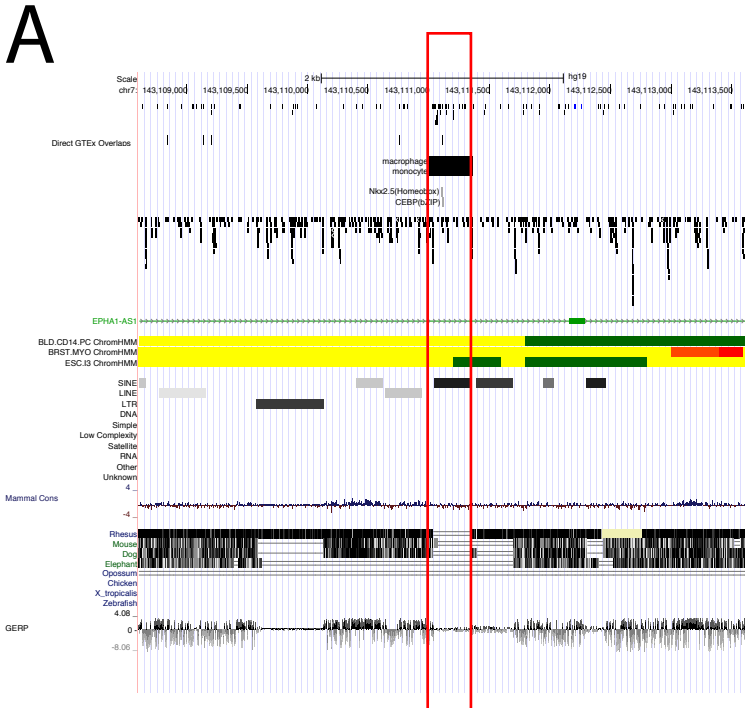 A
Scale 2 kb hg19
chr7: 143,109,000 143,109,500 143,110,000 143,110,500 143,111,000 143,111,500 143,112,000 143,112,500 143,113,000 143,113,500
Direct GTEx Overlaps
macrophage
monocyte
Nkx2.5(Homeobox)
CEBP(bZIP)
EPHA1-AS1
BLD.CD14.PC ChromHMM
BRST.MYO ChromHMM
ESC.I3 ChromHMM
SINE
LINE
LTR
DNA
Simple
Low Complexity
Satellite
RNA
Other
Unknown
4
Mammal Cons
-4
Rhesus
Mouse
Dog
Elephant
Opossum
Chicken
X_tropicalis
Zebrafish
4.08
GERP 0
-8.06